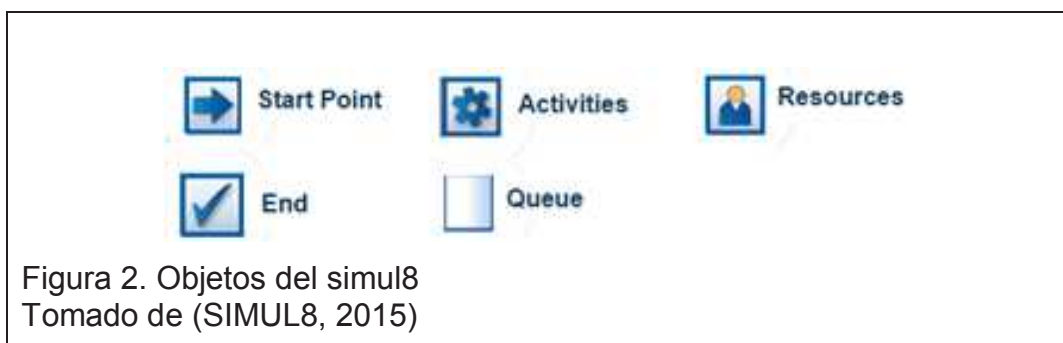 Start Point Activities Resources
End Queue
Figura 2. Objetos del simul8
Tomado de (SIMUL8, 2015)